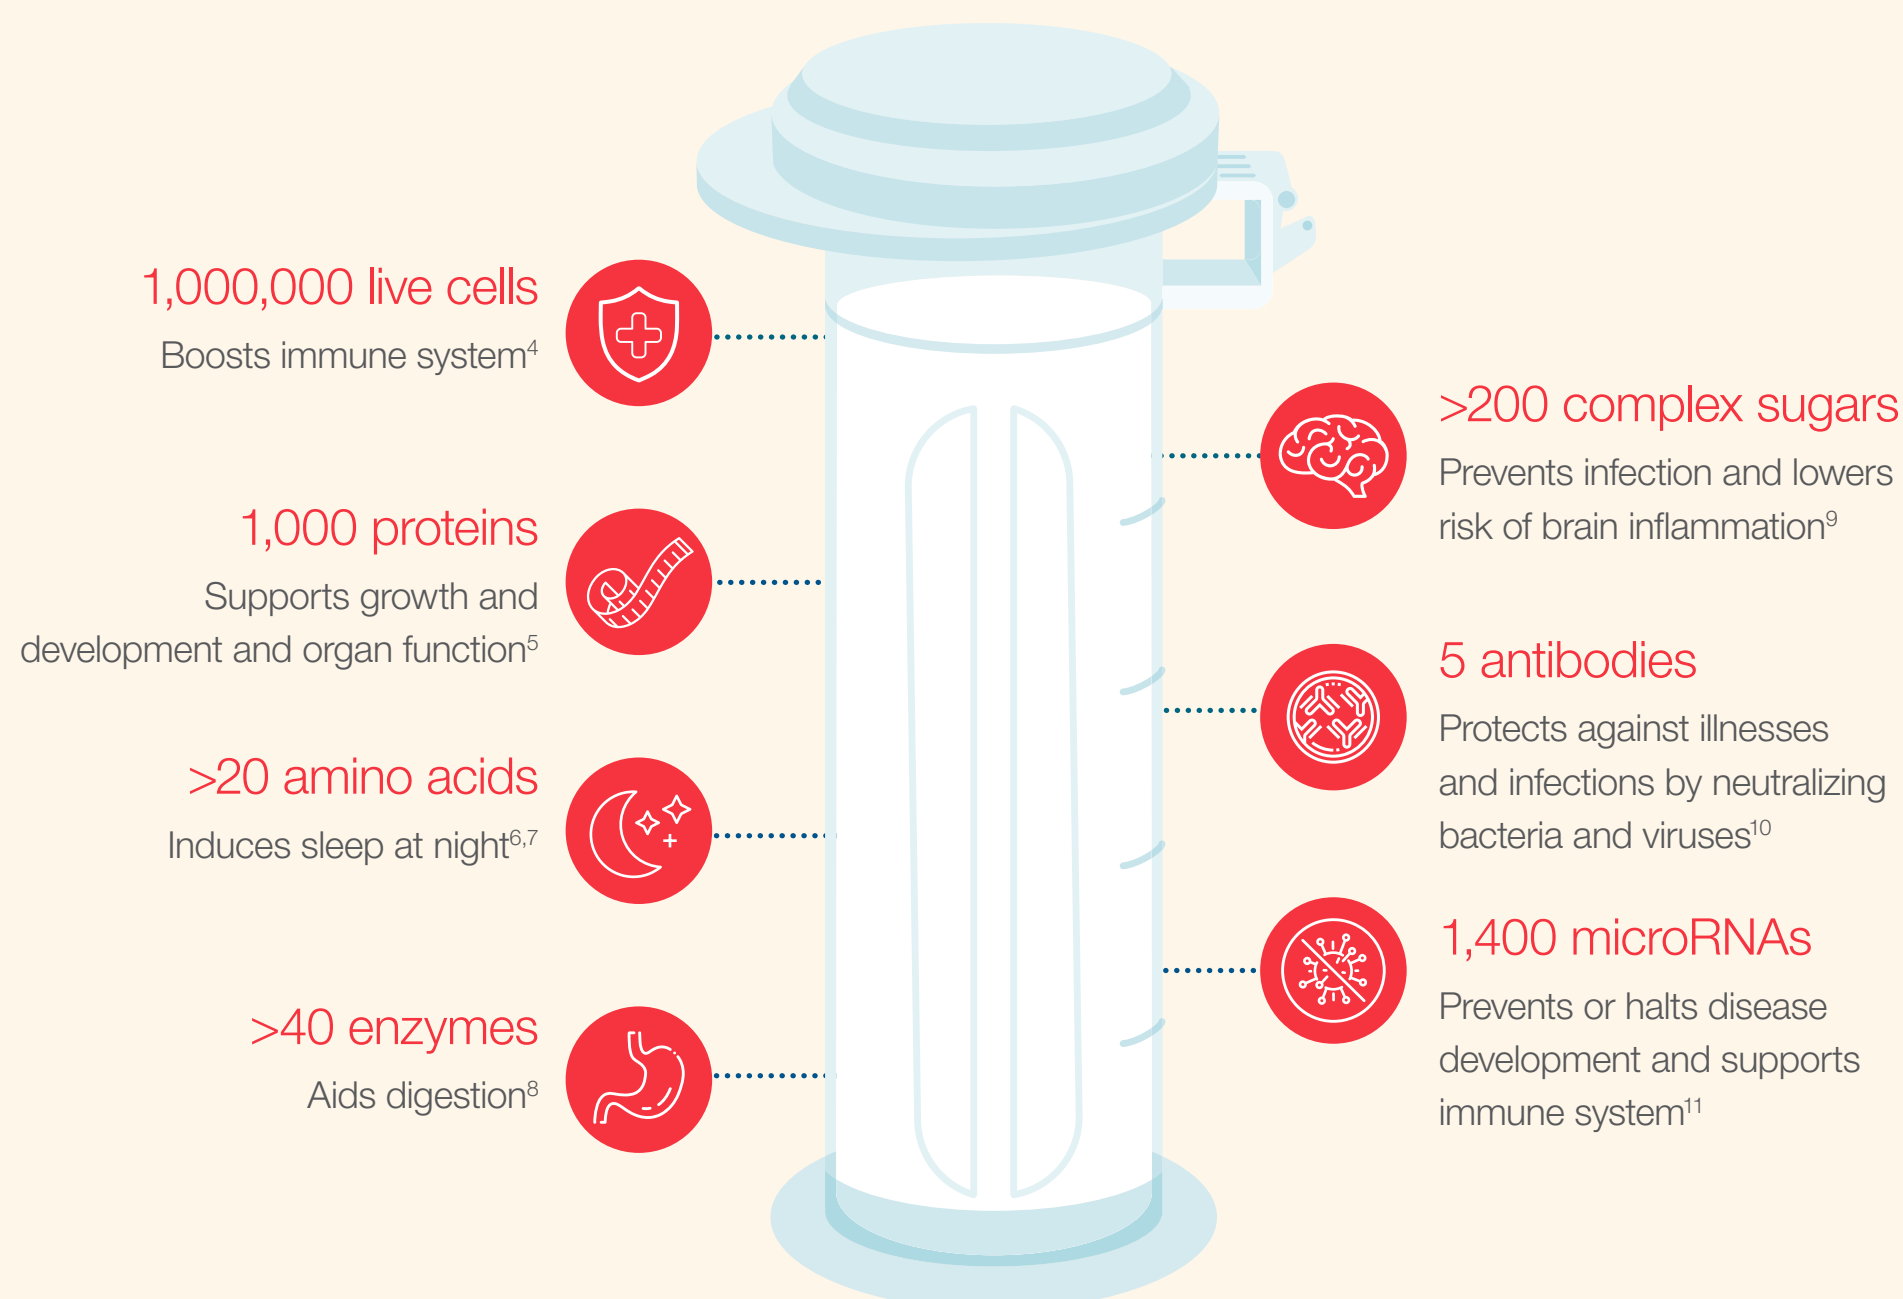 1,000,000 live cells
Boosts immune system4
1,000 proteins
Supports growth and
development and organ function5
>20 amino acids
Induces sleep at night6,7
>40 enzymes
Aids digestion8
>200 complex sugars
Prevents infection and lowers
risk of brain inflammation9
5 antibodies
Protects against illnesses
and infections by neutralizing
bacteria and viruses10
1,400 microRNAs
Prevents or halts disease
development and supports
immune system11